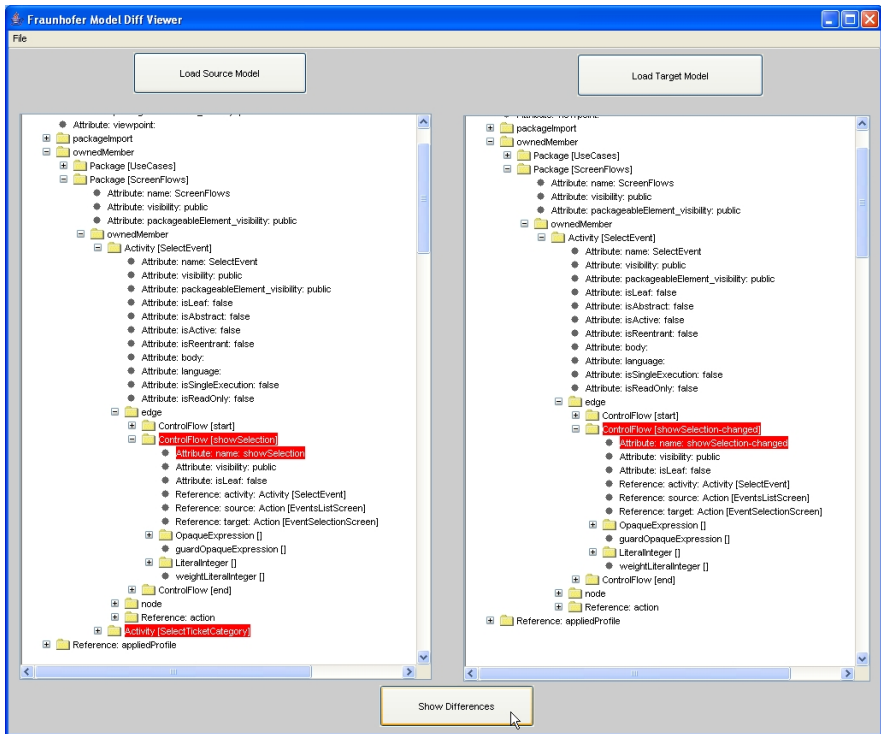 Fraunhofer Model Diff Viewer
File
Load Source Model
Load Target Model
Attribute: viewpoint:
packageImport
ownedMember
Package [UseCases]
Package [ScreenFlows]
Attribute: name: ScreenFlows
Attribute: visibility: public
Attribute: packageableElement_visibility: public
ownedMember
Activity [SelectEvent]
Attribute: name: SelectEvent
Attribute: visibility: public
Attribute: packageableElement_visibility: public
Attribute: isLeaf: false
Attribute: isAbstract: false
Attribute: isActive: false
Attribute: isReentrant: false
Attribute: body:
Attribute: language:
Attribute: isSingleExecution: false
Attribute: isReadOnly: false
edge
ControlFlow [start]
ControlFlow [showSelection]
Attribute: name: showSelection
Attribute: visibility: public
Attribute: isLeaf: false
Reference: activity: Activity [SelectEvent]
Reference: source: Action [EventsListScreen]
Reference: target: Action [EventSelectionScreen]
OpaqueExpression []
guardOpaqueExpression []
LiteralInteger []
weightLiteralInteger []
ControlFlow [end]
node
Reference: action
Activity [SelectTicketCategory]
Reference: appliedProfile
packageImport
ownedMember
Package [UseCases]
Package [ScreenFlows]
Attribute: name: ScreenFlows
Attribute: visibility: public
Attribute: packageableElement_visibility: public
ownedMember
Activity [SelectEvent]
Attribute: name: SelectEvent
Attribute: visibility: public
Attribute: packageableElement_visibility: public
Attribute: isLeaf: false
Attribute: isAbstract: false
Attribute: isActive: false
Attribute: isReentrant: false
Attribute: body:
Attribute: language:
Attribute: isSingleExecution: false
Attribute: isReadOnly: false
edge
ControlFlow [start]
ControlFlow [showSelection-changed]
Attribute: name: showSelection-changed
Attribute: visibility: public
Attribute: isLeaf: false
Reference: activity: Activity [SelectEvent]
Reference: source: Action [EventsListScreen]
Reference: target: Action [EventSelectionScreen]
OpaqueExpression []
guardOpaqueExpression []
LiteralInteger []
weightLiteralInteger []
ControlFlow [end]
node
Reference: action
Reference: appliedProfile
Show Differences